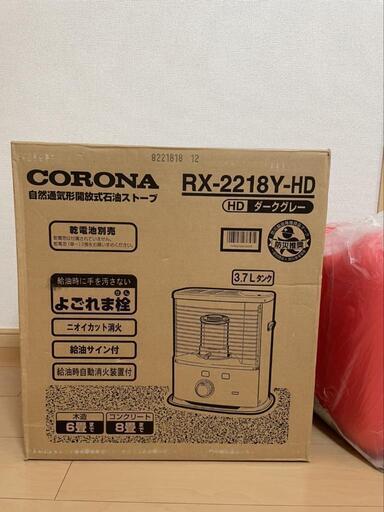 8221818 12
CORONA
自然通気形開放式石油ストーブ
RX-2218Y-HD
HD ダークグレー
乾電池別売
防災推奨
3.7Lタンク
給油時に手を汚さない
よごれま栓
ニオイカット消火
給油サイン付
給油時自動消火装置付
木造 コンクリート
6畳まで 8畳まで